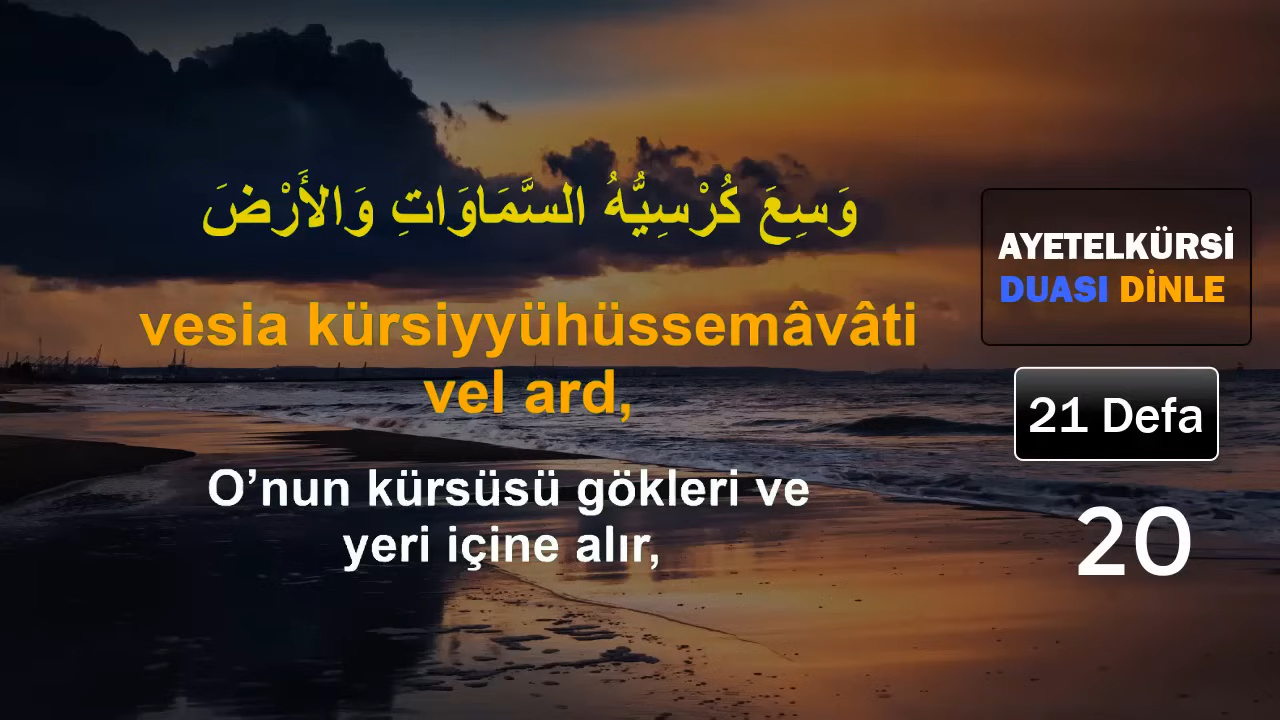 وَسِعَ كُرْسِيُّهُ السَّمَاوَاتِ وَالأَرْضَ
vesia kürsiyyühüssemâvâti
vel ard,
O’nun kürsüsü gökleri ve
yeri içine alır,
AYETELKÜRSİ
DUASI DİNLE
21 Defa
20